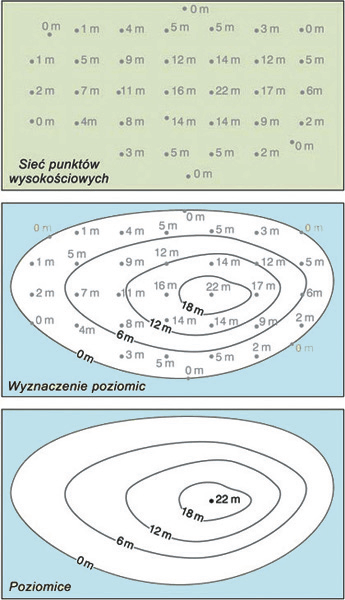 0 m
0 m 1 m 4 m 5 m 5 m 3 m 0 m
1 m 5 m 9 m 12 m 14 m 12 m 5 m
2 m 7 m 11 m 16 m 22 m 17 m 6m
0 m 4m 8 m 14 m 14 m 9 m 2 m
0 m
3 m 5 m 5 m 2 m
0 m
Sieć punktów
wysokościowych
0 m
0 m 1 m 4 m 5 m 5 m 3 m 0 m
1 m 5 m 9 m 12 m 14 m 12 m 5 m
2 m 7 m 11 m 16 m 22 m 17 m 6m
18 m
0 m 4 m 8 m 12 m 14 m 14 m 9 m 2 m
6 m
0 m 3 m 5 m 5 m 2 m 0 m
0 m
Wyznaczenie poziomic
22 m
18 m
12 m
6 m
0 m
Poziomice